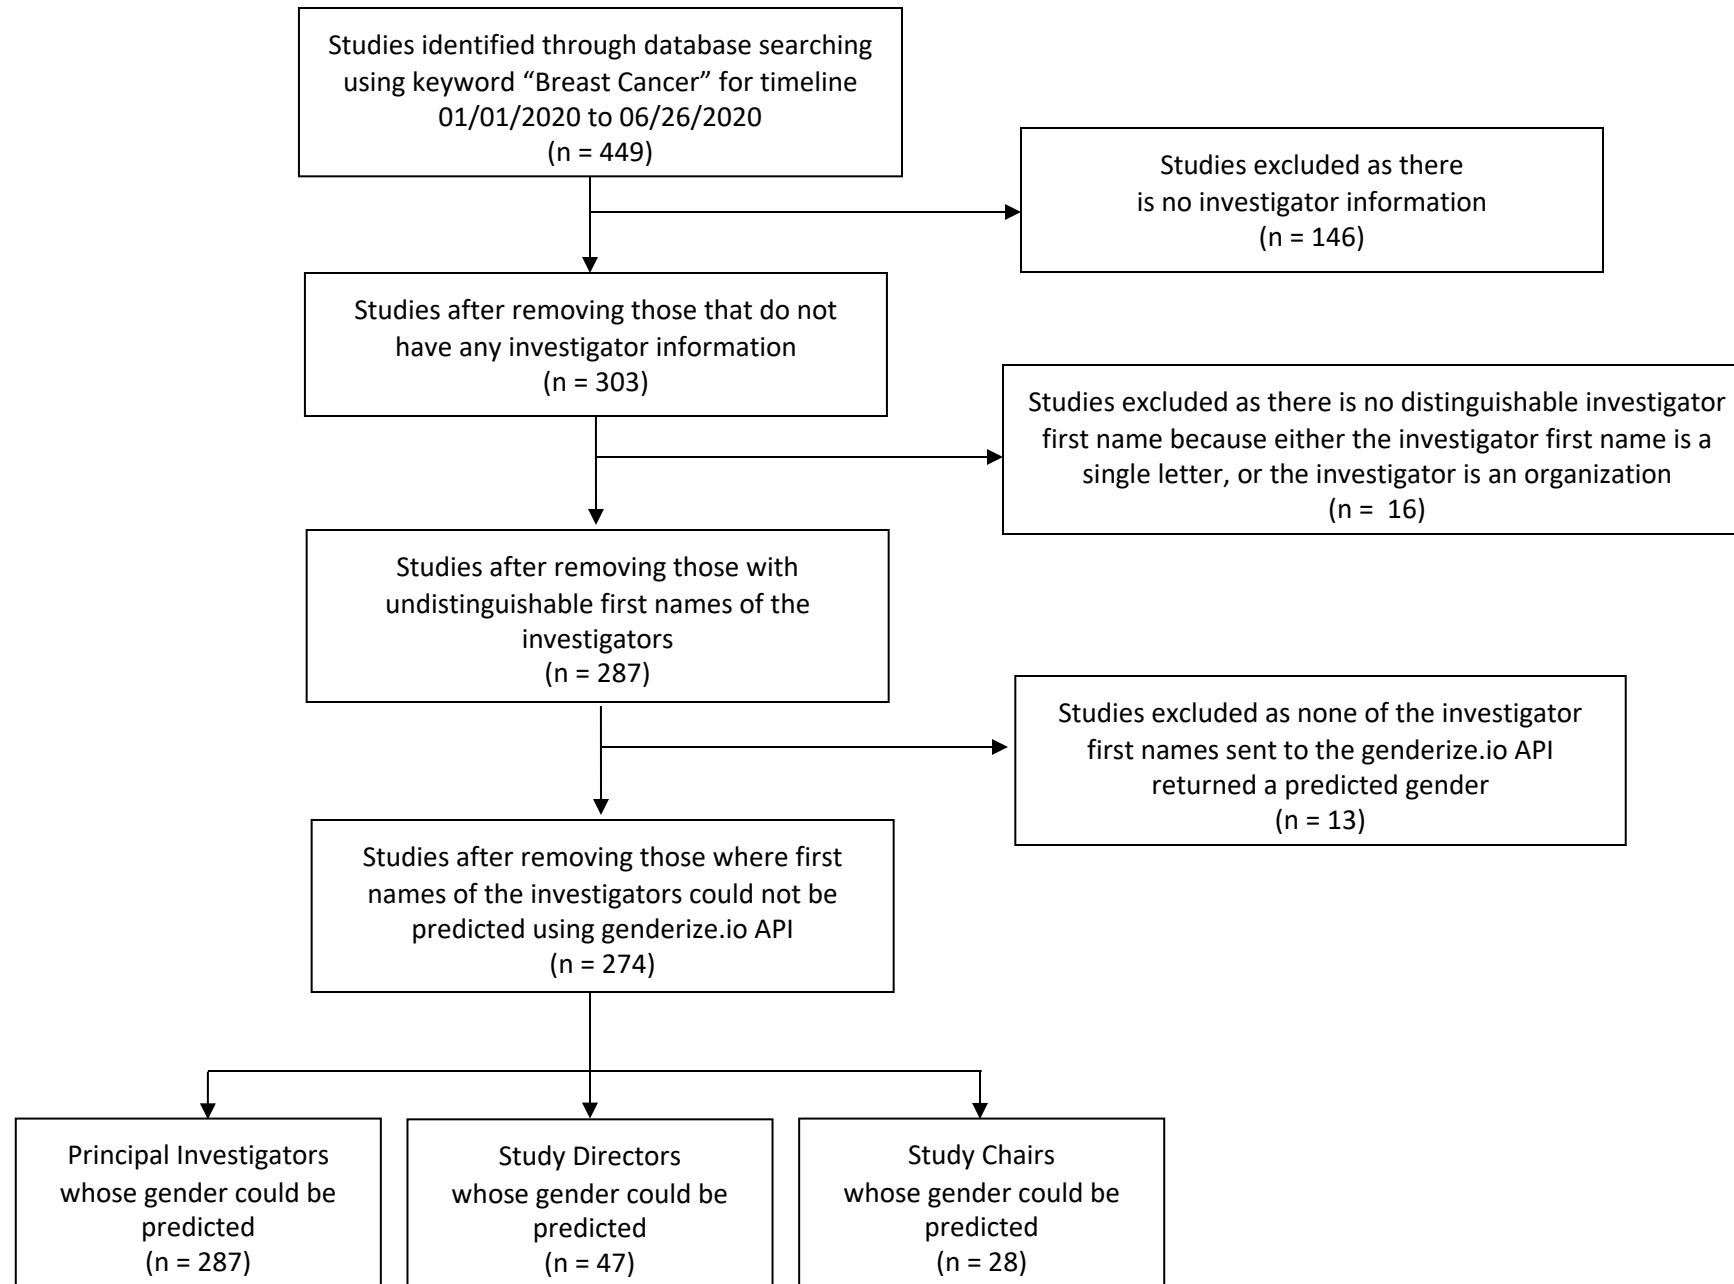 Studies identified through database searching
using keyword “Breast Cancer” for timeline
01/01/2020 to 06/26/2020
(n = 449)
Studies excluded as there
is no investigator information
(n = 146)
Studies after removing those that do not
have any investigator information
(n = 303)
Studies excluded as there is no distinguishable investigator
first name because either the investigator first name is a
single letter, or the investigator is an organization
(n =  16)
Studies after removing those with
undistinguishable first names of the
investigators
(n = 287)
Studies excluded as none of the investigator
first names sent to the genderize.io API
returned a predicted gender
(n = 13)
Studies after removing those where first
names of the investigators could not be
predicted using genderize.io API
(n = 274)
Principal Investigators
whose gender could be
predicted
(n = 287)
Study Directors
whose gender could be
predicted
(n = 47)
Study Chairs
whose gender could be
predicted
(n = 28)